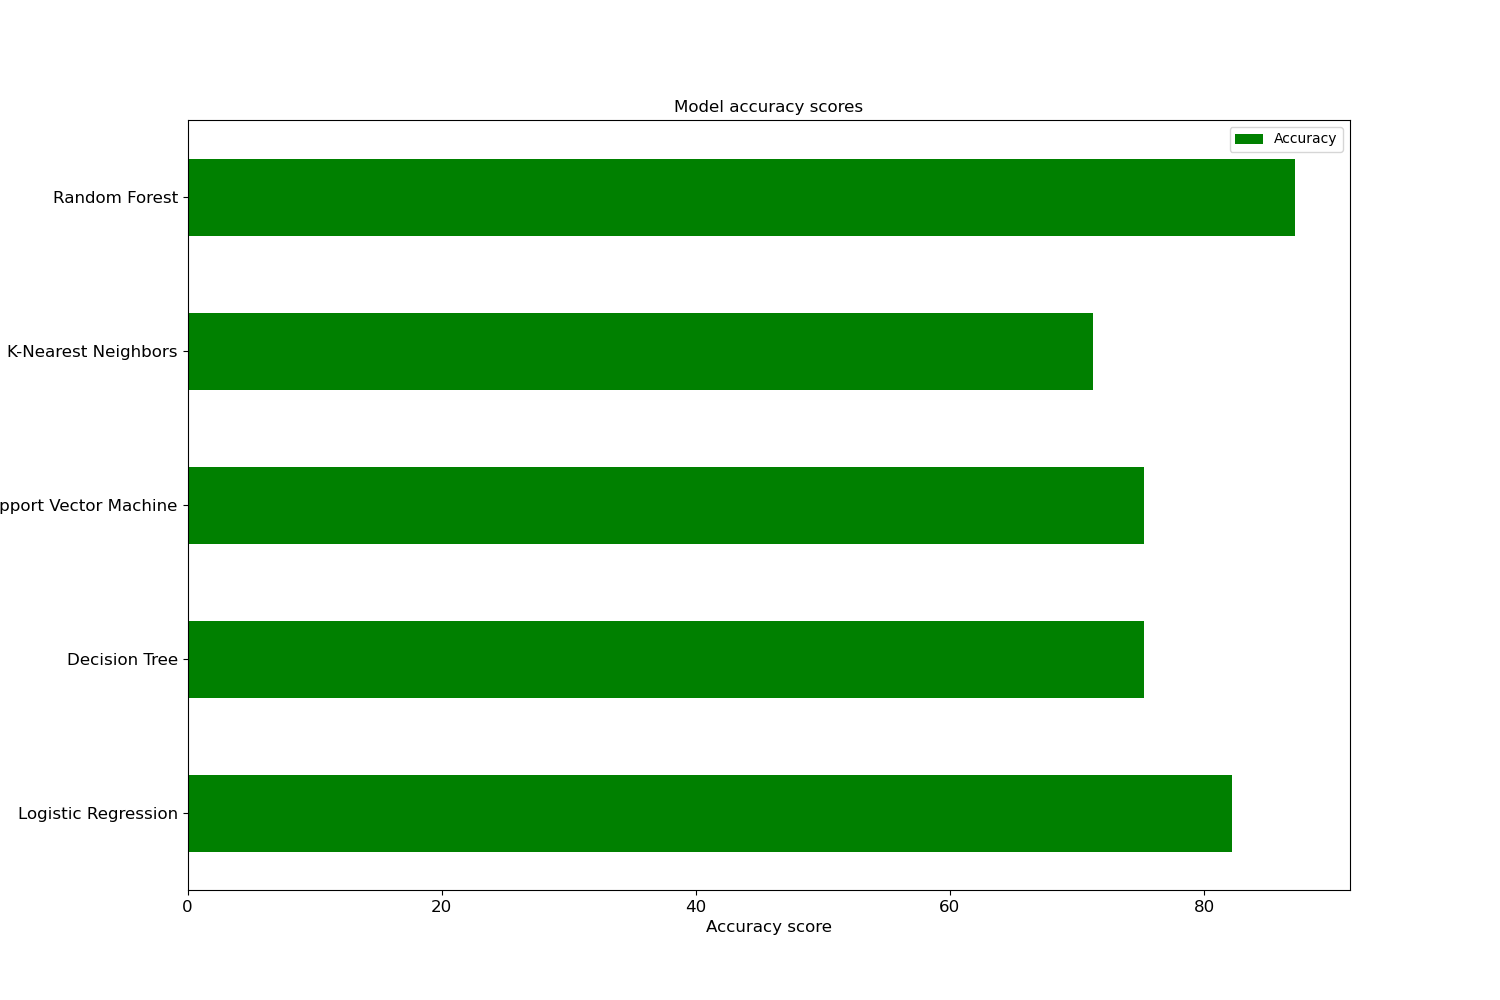 Model accuracy scores
Accuracy
Random Forest
K-Nearest Neighbors
pport Vector Machine
Decision Tree
Logistic Regression
0 20 40 60 80
Accuracy score